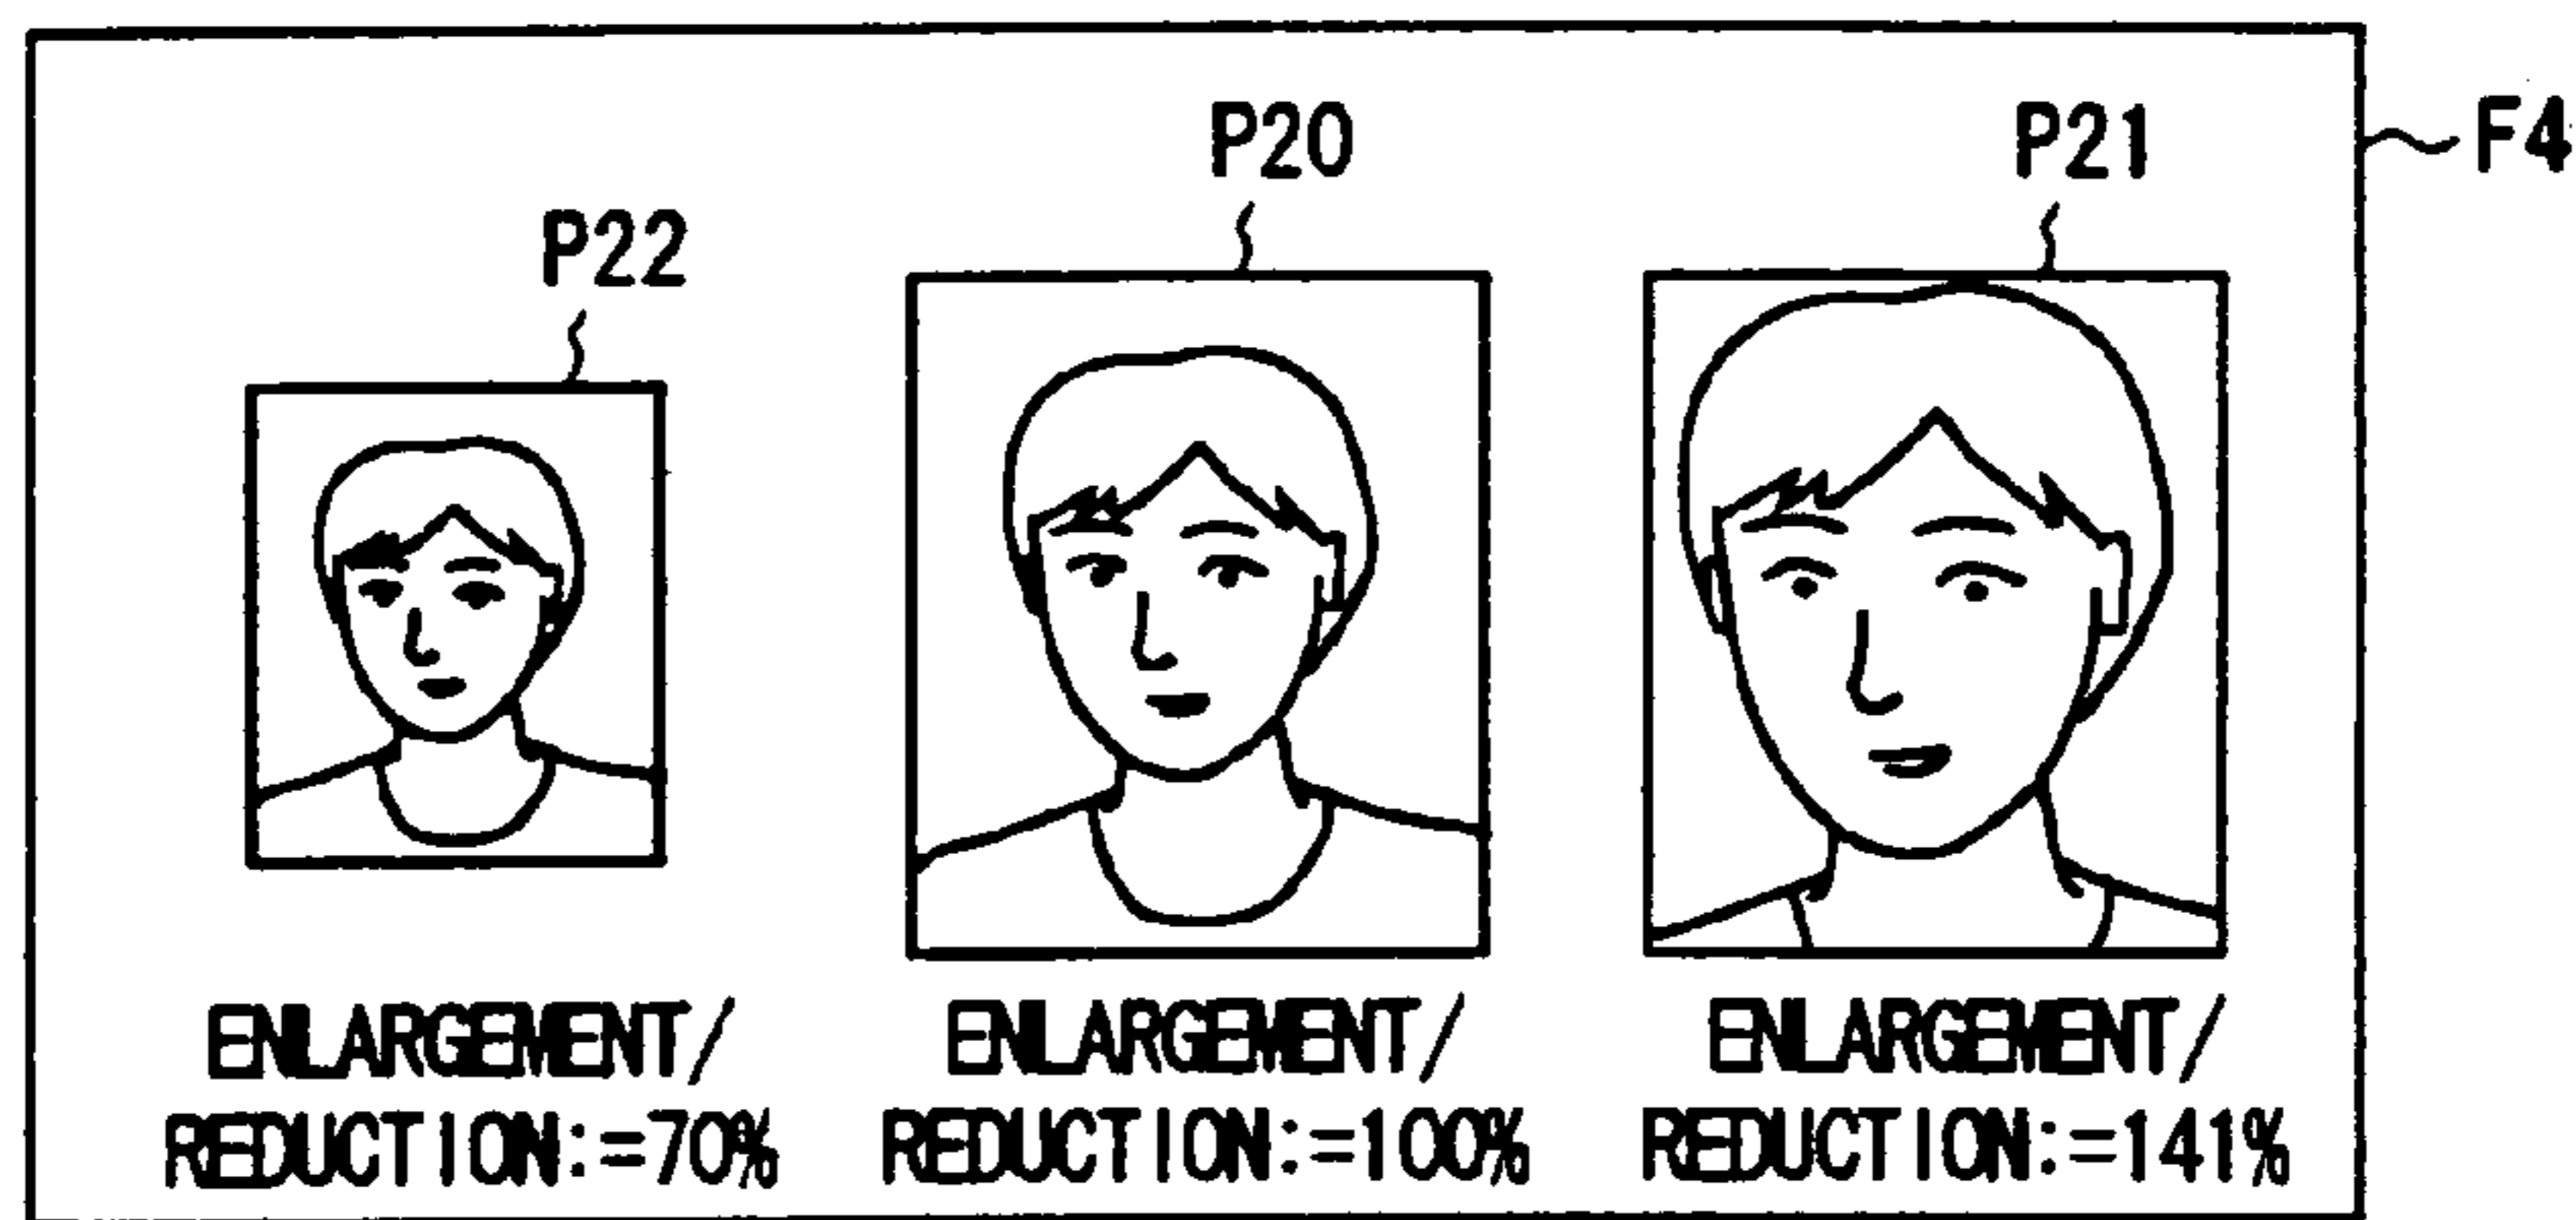 P20
P21
F4
P22
ENLARGEMENT/
REDUCTION:=70%
ENLARGEMENT/
REDUCTION:=100%
ENLARGEMENT/
REDUCTION:=141%